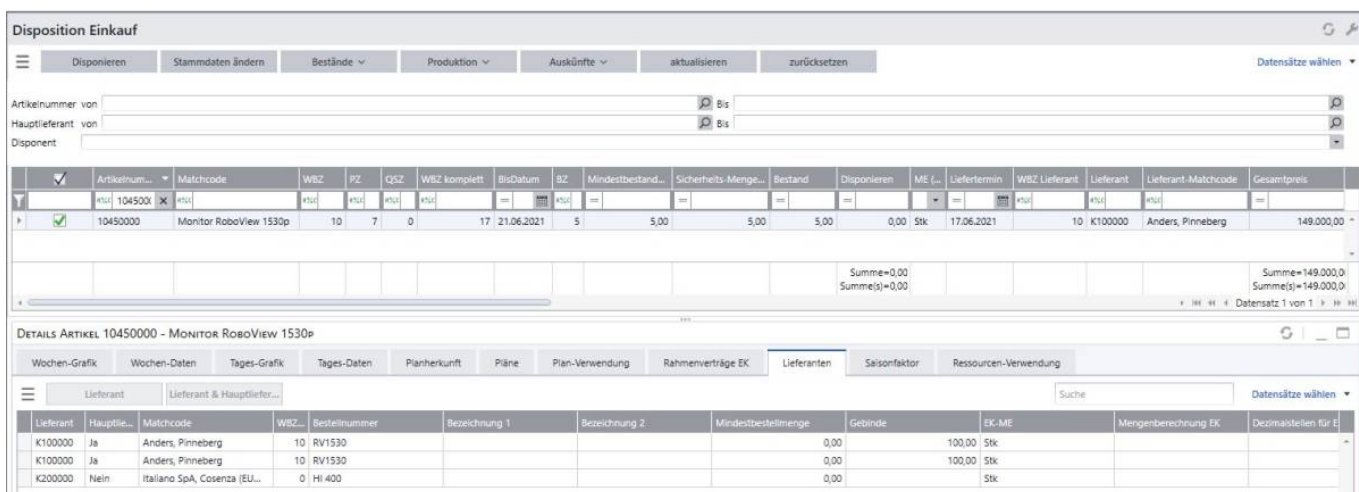 Disposition Einkauf
Disponieren Stammdaten ändern Bestände Produktion Auskünfte aktualisieren zurücksetzen Datensätze wählen
Artikelnummer von Bis
Hauptlieferant von Bis
Disponent
Artikelnum... Matchcode WBZ PZ QSZ WBZ komplett BisDatum BZ Mindestbestand... Sicherheits-Menge... Bestand Disponieren ME (... Liefertermin WBZ Lieferant Lieferant Lieferant-Matchcode Gesamtpreis
1045000 = = = = = = =
10450000 Monitor RoboView 1530p 10 7 0 17 21.06.2021 5 5,00 5,00 5,00 0,00 Stk 17.06.2021 10 K100000 Anders, Pinneberg 149.000,00
Summe=0,00 Summe=149.000,0
Summe(s)=0,00 Summe(s)=149.000,0
Datensatz 1 von 1
DETAILS ARTIKEL 10450000 - MONITOR ROBOVIEW 1530P
Wochen-Grafik Wochen-Daten Tages-Grafik Tages-Daten Planherkunft Pläne Plan-Verwendung Rahmenverträge EK Lieferanten Saisonfaktor Ressourcen-Verwendung
Lieferant Lieferant & Hauptliefer... Suche Datensätze wählen
Lieferant Hauptlie... Matchcode WBZ... Bestellnummer Bezeichnung 1 Bezeichnung 2 Mindestbestellmenge Gebinde EK-ME Mengenberechnung EK Dezimalstellen für E
K100000 Ja Anders, Pinneberg 10 RV1530 0,00 100,00 Stk
K100000 Ja Anders, Pinneberg 10 RV1530 0,00 100,00 Stk
K200000 Nein Italiano SpA, Cosenza (EU... 0 HI 400 0,00 Stk